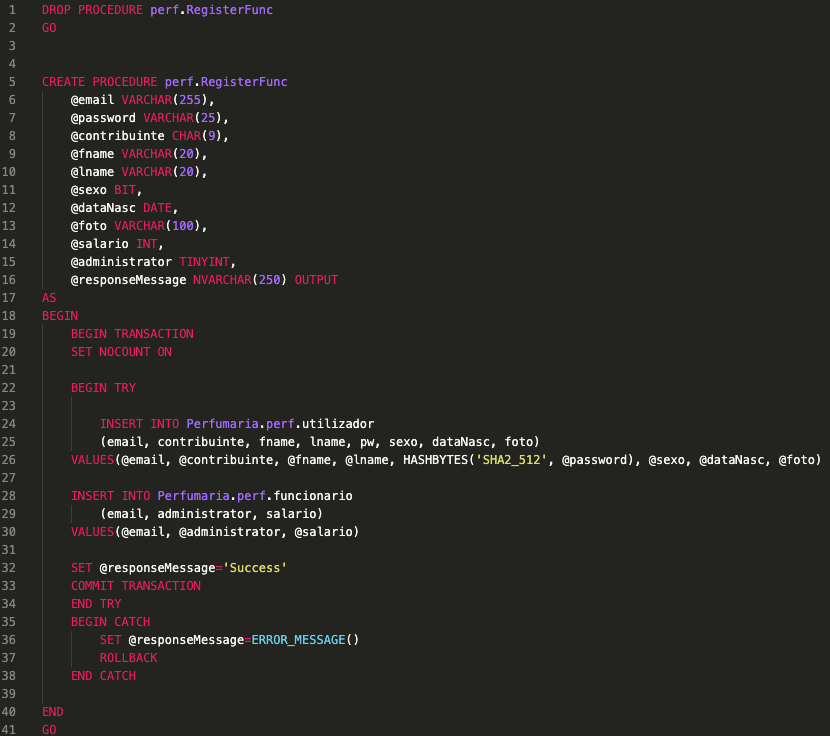 1 DROP PROCEDURE perf.RegisterFunc
2 GO
3
4
5 CREATE PROCEDURE perf.RegisterFunc
6 @email VARCHAR(255),
7 @password VARCHAR(25),
8 @contribuinte CHAR(9),
9 @fname VARCHAR(20),
10 @lname VARCHAR(20),
11 @sexo BIT,
12 @dataNasc DATE,
13 @foto VARCHAR(100),
14 @salario INT,
15 @administrator TINYINT,
16 @responseMessage NVARCHAR(250) OUTPUT
17 AS
18 BEGIN
19 BEGIN TRANSACTION
20 SET NOCOUNT ON
21
22 BEGIN TRY
23
24 INSERT INTO Perfumaria.perf.utilizador
25 (email, contribuinte, fname, lname, pw, sexo, dataNasc, foto)
26 VALUES(@email, @contribuinte, @fname, @lname, HASHBYTES('SHA2_512', @password), @sexo, @dataNasc, @foto)
27
28 INSERT INTO Perfumaria.perf.funcionario
29 (email, administrator, salario)
30 VALUES(@email, @administrator, @salario)
31
32 SET @responseMessage='Success'
33 COMMIT TRANSACTION
34 END TRY
35 BEGIN CATCH
36 SET @responseMessage=ERROR_MESSAGE()
37 ROLLBACK
38 END CATCH
39
40 END
41 GO